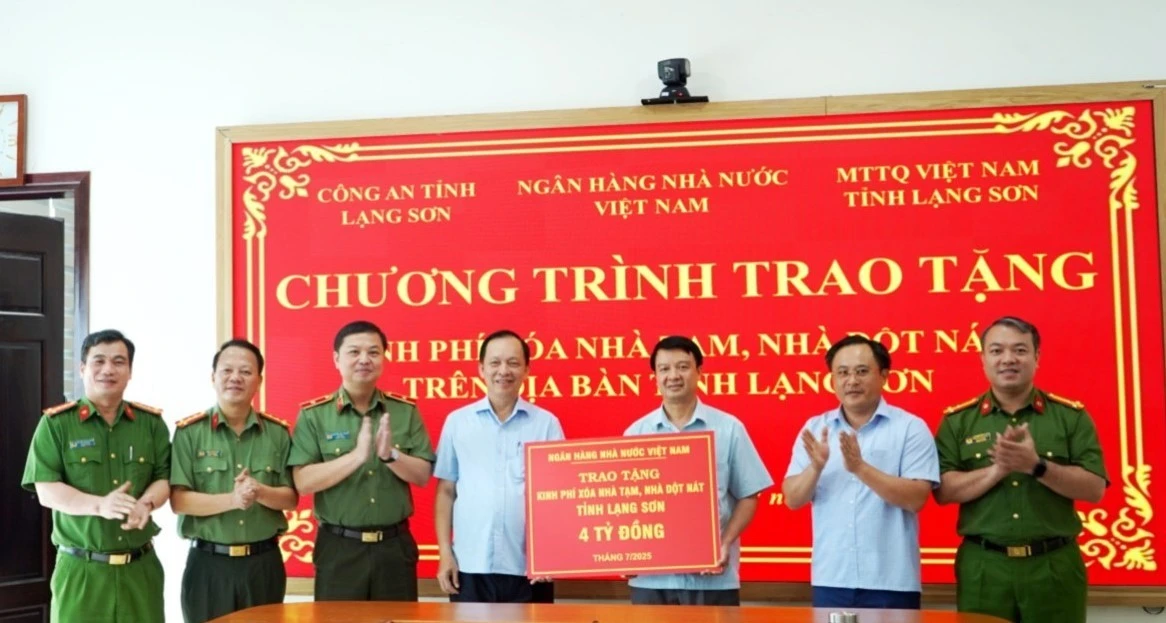 CÔNG AN TỈNH
LẠNG SƠN
NGÂN HÀNG NHÀ NƯỚC
VIỆT NAM
MTTQ VIỆT NAM
TỈNH LẠNG SƠN
CHƯƠNG TRÌNH TRAO TẶNG
PHÍ XÓA NHÀ TẠM, NHÀ DỘT
TRÊN ĐỊA BÀN TỈNH LẠNG SƠN
NGÂN HÀNG NHÀ NƯỚC VIỆT NAM
TRAO TẶNG
KINH PHÍ XÓA NHÀ TẠM, NHÀ DỘT NÁT
TỈNH LẠNG SƠN
4 TỶ ĐỒNG
THÁNG 7/2025